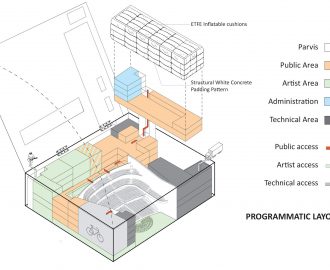 ETFE Inflatable cushions
Structural White Concrete
Padding Pattern
Parvis
Public Area
Artist Area
Administration
Technical Area
Public access
Artist access
Technical access
PROGRAMMATIC LAYO